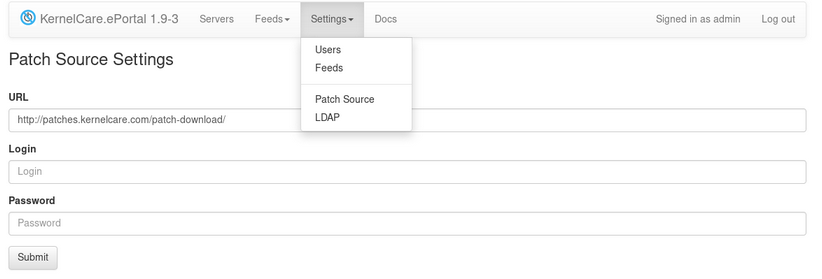 KernelCare.ePortal 1.9-3 Servers Feeds Settings Docs Signed in as admin Log out
Users
Feeds
Patch Source
LDAP
Patch Source Settings
URL
http://patches.kernelcare.com/patch-download/
Login
Login
Password
Password
Submit